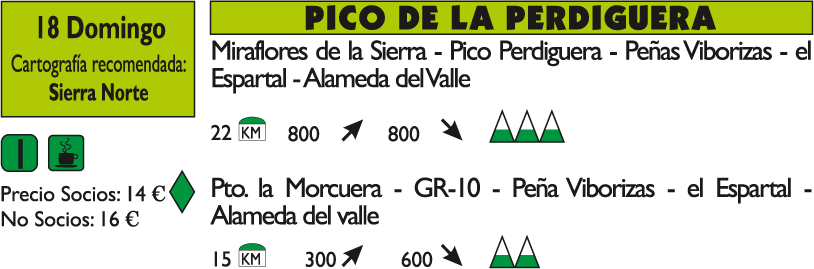 18 Domingo
Cartografía recomendada:
Sierra Norte
Precio Socios: 14 €
No Socios: 16 €
PICO DE LA PERDIGUERA
Miraflores de la Sierra - Pico Perdiguera - Peñas Viborizas - el
Espartal - Alameda del Valle
22 KM 800 800
Pto. la Morcuera - GR-10 - Peña Viborizas - el Espartal -
Alameda del valle
15 KM 300 600